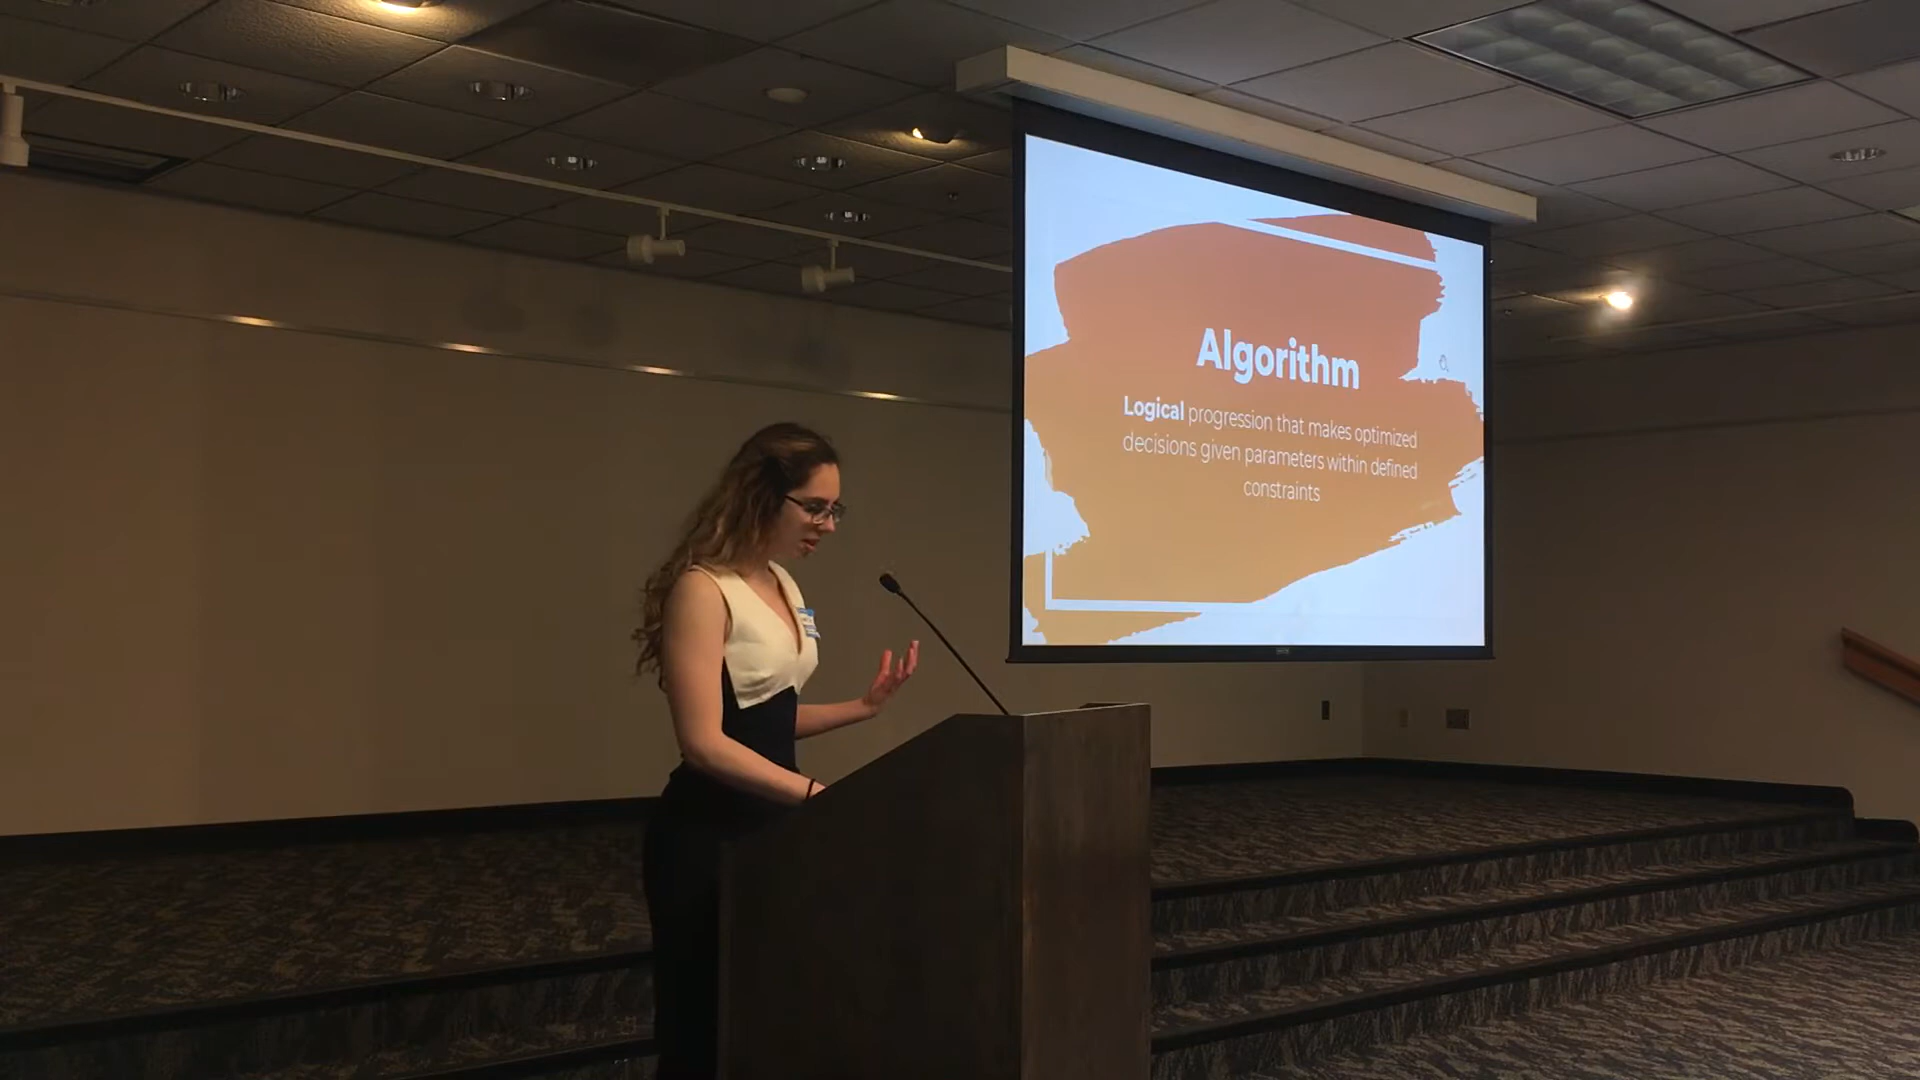 Algorithm
Logical progression that makes optimized
decisions given parameters within defined
constraints